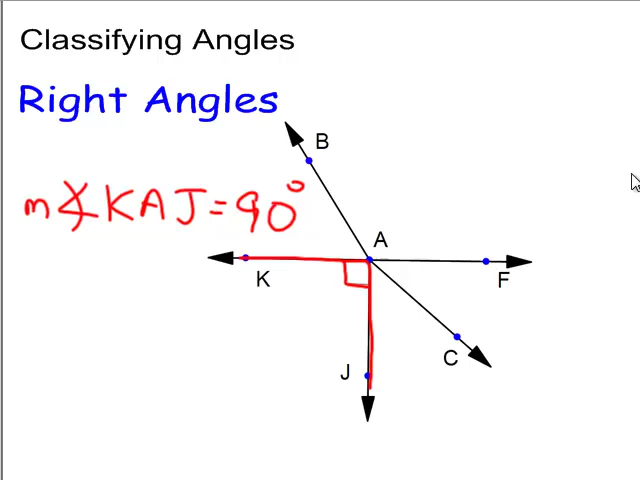 Classifying Angles
Right Angles
B
m∡KAJ=90°
A
K
F
C
J